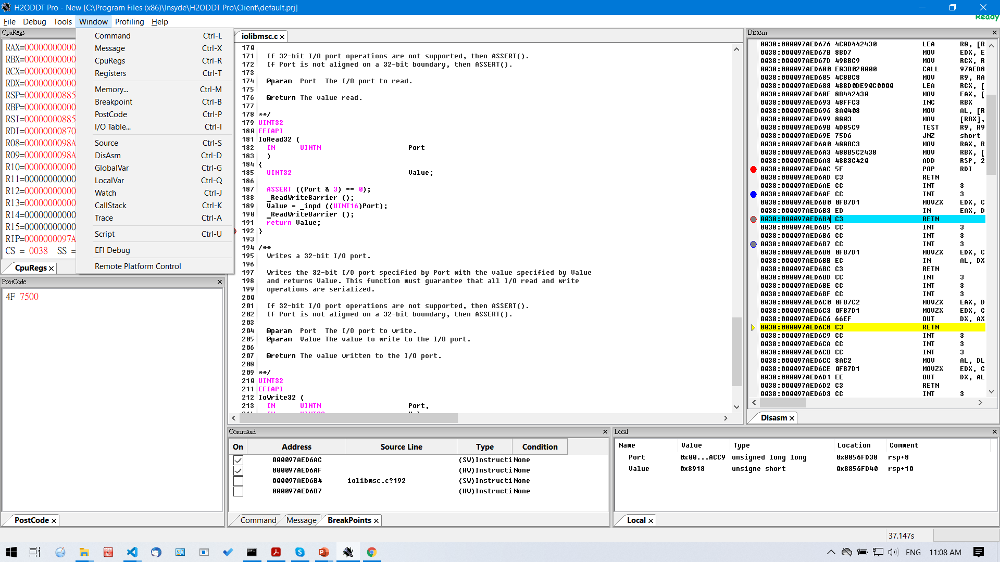 H2ODDT Pro - New [C:\Program Files (x86)\Insyde\H2ODDT Pro\Client\default.prj]
File Debug Tools Window Profiling Help
Ready
CpuRegs
RAX=00000000000
RBX=00000000000
RCX=00000000000
RDX=00000000000
RSP=00000000885
RBP=00000000000
RSI=00000000885
RDI=00000000870
R08=0000000098A
R09=0000000098A
R10=00000000000
R11=00000000000
R12=00000000000
R13=00000000000
R14=00000000000
R15=00000000000
RIP=0000000097A
CS = 0038 SS =
CpuRegs
Command Ctrl-L
Message Ctrl-X
CpuRegs Ctrl-R
Registers Ctrl-T
Memory... Ctrl-M
Breakpoint Ctrl-B
PostCode Ctrl-P
I/O Table... Ctrl-I
Source Ctrl-S
DisAsm Ctrl-D
GlobalVar Ctrl-G
LocalVar Ctrl-Q
Watch Ctrl-J
CallStack Ctrl-K
Trace Ctrl-A
Script Ctrl-U
EFI Debug
Remote Platform Control
PostCode
4F 7500
PostCode
iolibmsc.c
170
171 If 32-bit I/O port operations are not supported, then ASSERT().
172 If Port is not aligned on a 32-bit boundary, then ASSERT().
173
174 @param Port The I/O port to read.
175
176 @return The value read.
177
178 **/
179 UINT32
180 EFIAPI
181 IoRead32 (
182 IN UINTN Port
183 )
184 {
185 UINT32 Value;
186
187 ASSERT ((Port & 3) == 0);
188 _ReadWriteBarrier ();
189 Value = _inpd ((UINT16)Port);
190 _ReadWriteBarrier ();
191 return Value;
192 }
193
194 /**
195 Writes a 32-bit I/O port.
196
197 Writes the 32-bit I/O port specified by Port with the value specified by Value
198 and returns Value. This function must guarantee that all I/O read and write
199 operations are serialized.
200
201 If 32-bit I/O port operations are not supported, then ASSERT().
202 If Port is not aligned on a 32-bit boundary, then ASSERT().
203
204 @param Port The I/O port to write.
205 @param Value The value to write to the I/O port.
206
207 @return The value written to the I/O port.
208
209 **/
210 UINT32
211 EFIAPI
212 IoWrite32 (
213 IN UINTN Port,
Disasm
0038:000097AED676 4C8D442430 LEA R8, [R
0038:000097AED67B 8BD7 MOV EDX, E
0038:000097AED67D 498BC9 MOV RCX, R
0038:000097AED680 E83B020000 CALL 97AED8
0038:000097AED685 4C8BC8 MOV R9, RA
0038:000097AED688 488D0DE90C0000 LEA RCX, [
0038:000097AED68F 8B442430 MOV EAX, [
0038:000097AED693 48FFC3 INC RBX
0038:000097AED696 8A0408 MOV AL, [R
0038:000097AED699 8803 MOV [RBX],
0038:000097AED69B 4D85C9 TEST R9, R9
0038:000097AED69E 75D6 JNZ short
0038:000097AED6A0 488BC3 MOV RAX, R
0038:000097AED6A3 488B5C2438 MOV RBX, [
0038:000097AED6A8 4883C420 ADD RSP, 2
0038:000097AED6AC 5F POP RDI
0038:000097AED6AD C3 RETN
0038:000097AED6AE CC INT 3
0038:000097AED6AF CC INT 3
0038:000097AED6B0 0FB7D1 MOVZX EDX, C
0038:000097AED6B3 ED IN EAX, D
0038:000097AED6B4 C3 RETN
0038:000097AED6B5 CC INT 3
0038:000097AED6B6 CC INT 3
0038:000097AED6B7 CC INT 3
0038:000097AED6B8 0FB7D1 MOVZX EDX, C
0038:000097AED6BB EC IN AL, DX
0038:000097AED6BC C3 RETN
0038:000097AED6BD CC INT 3
0038:000097AED6BE CC INT 3
0038:000097AED6BF CC INT 3
0038:000097AED6C0 0FB7C2 MOVZX EAX, D
0038:000097AED6C3 0FB7D1 MOVZX EDX, C
0038:000097AED6C6 66EF OUT DX, AX
0038:000097AED6C8 C3 RETN
0038:000097AED6C9 CC INT 3
0038:000097AED6CA CC INT 3
0038:000097AED6CB CC INT 3
0038:000097AED6CC 8AC2 MOV AL, DL
0038:000097AED6CE 0FB7D1 MOVZX EDX, C
0038:000097AED6D1 EE OUT DX, AL
0038:000097AED6D2 C3 RETN
0038:000097AED6D3 CC INT 3
Disasm
Command
On Address Source Line Type Condition
000097AED6AC (SW)Instructi None
000097AED6AF (HW)Instructi None
000097AED6B4 iolibmsc.c?192 (SW)Instructi None
000097AED6B7 (HW)Instructi None
Command Message BreakPoints
Local
Name Value Type Location Comment
Port 0x00...ACC9 unsigned long long 0x8856FD38 rsp+8
Value 0x8918 unsigne short 0x8856FD40 rsp+10
Local
37.147s
ENG 11:08 AM